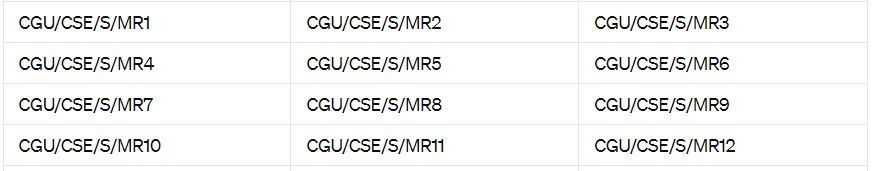 CGU/CSE/S/MR1 CGU/CSE/S/MR2 CGU/CSE/S/MR3
CGU/CSE/S/MR4 CGU/CSE/S/MR5 CGU/CSE/S/MR6
CGU/CSE/S/MR7 CGU/CSE/S/MR8 CGU/CSE/S/MR9
CGU/CSE/S/MR10 CGU/CSE/S/MR11 CGU/CSE/S/MR12